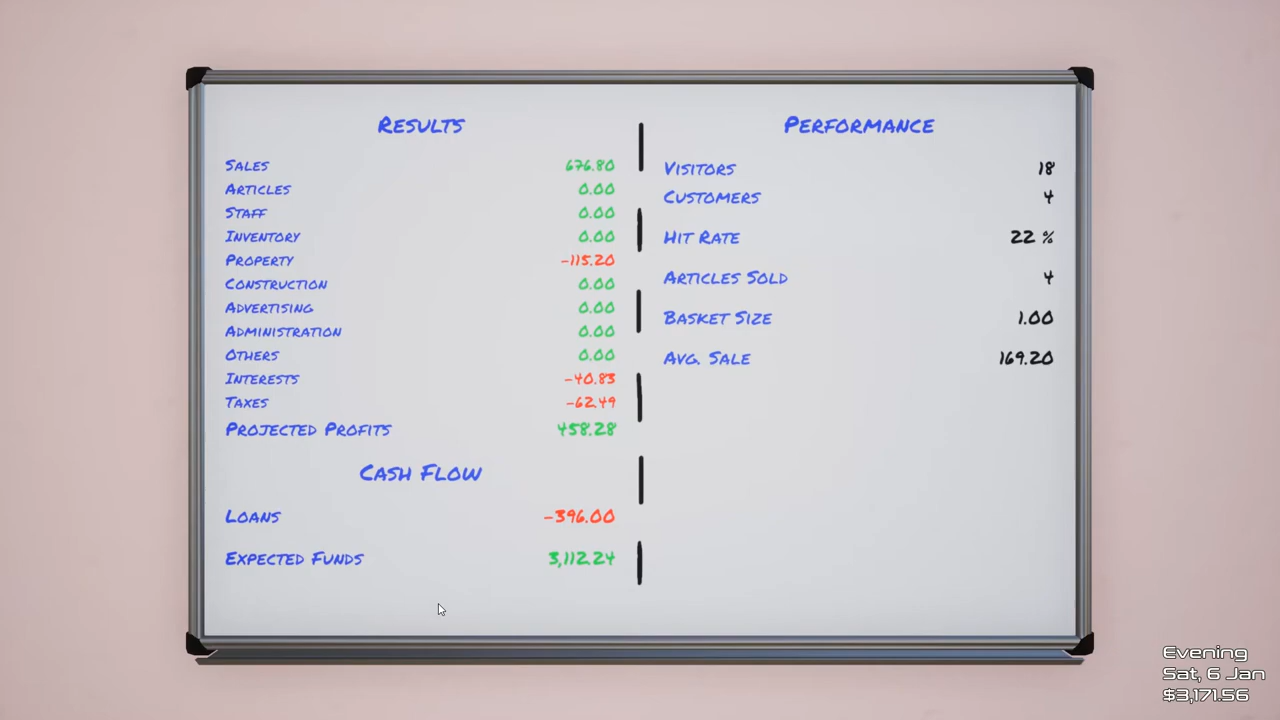 Results
Sales 676.80
Articles 0.00
Staff 0.00
Inventory 0.00
Property -115.20
Construction 0.00
Advertising 0.00
Administration 0.00
Others 0.00
Interests -40.83
Taxes -62.49
Projected Profits 458.28
Cash Flow
Loans -396.00
Expected Funds 3,112.24
Performance
Visitors 18
Customers 4
Hit Rate 22 %
Articles Sold 4
Basket Size 1.00
Avg. Sale 169.20
Evening
Sat, 6 Jan
$3,171.56